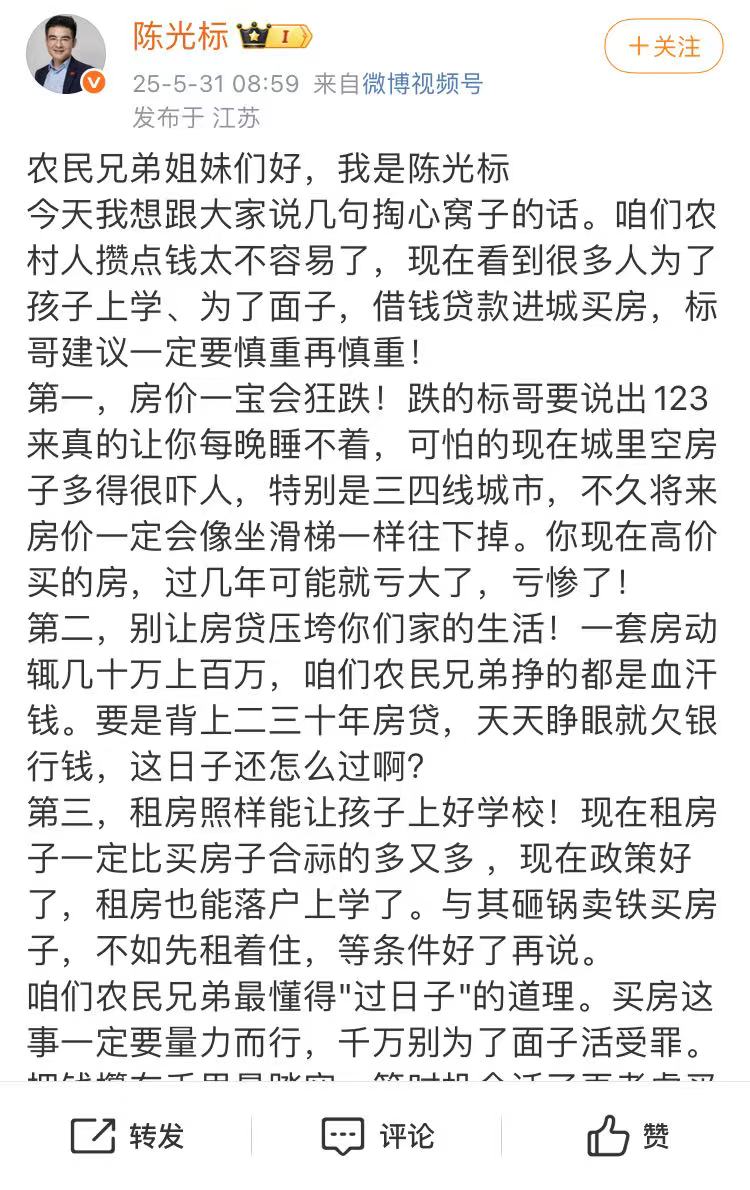 陈光标
I
+关注
25-5-31 08:59 来自微博视频号
发布于 江苏
农民兄弟姐妹们好，我是陈光标
今天我想跟大家说几句掏心窝子的话。咱们农
村人攒点钱太不容易了，现在看到很多人为了
孩子上学、为了面子，借钱贷款进城买房，标
哥建议一定要慎重再慎重！
第一，房价一宝会狂跌！跌的标哥要说出123
来真的让你每晚睡不着，可怕的现在城里空房
子多得很吓人，特别是三四线城市，不久将来
房价一定会像坐滑梯一样往下掉。你现在高价
买的房，过几年可能就亏大了，亏惨了！
第二，别让房贷压垮你们家的生活！一套房动
辄几十万上百万，咱们农民兄弟挣的都是血汗
钱。要是背上二三十年房贷，天天睁眼就欠银
行钱，这日子还怎么过啊？
第三，租房照样能让孩子上好学校！现在租房
子一定比买房子合祘的多又多 ，现在政策好
了，租房也能落户上学了。与其砸锅卖铁买房
子，不如先租着住，等条件好了再说。
咱们农民兄弟最懂得"过日子"的道理。买房这
事一定要量力而行，千万别为了面子活受罪。
转发
评论
赞